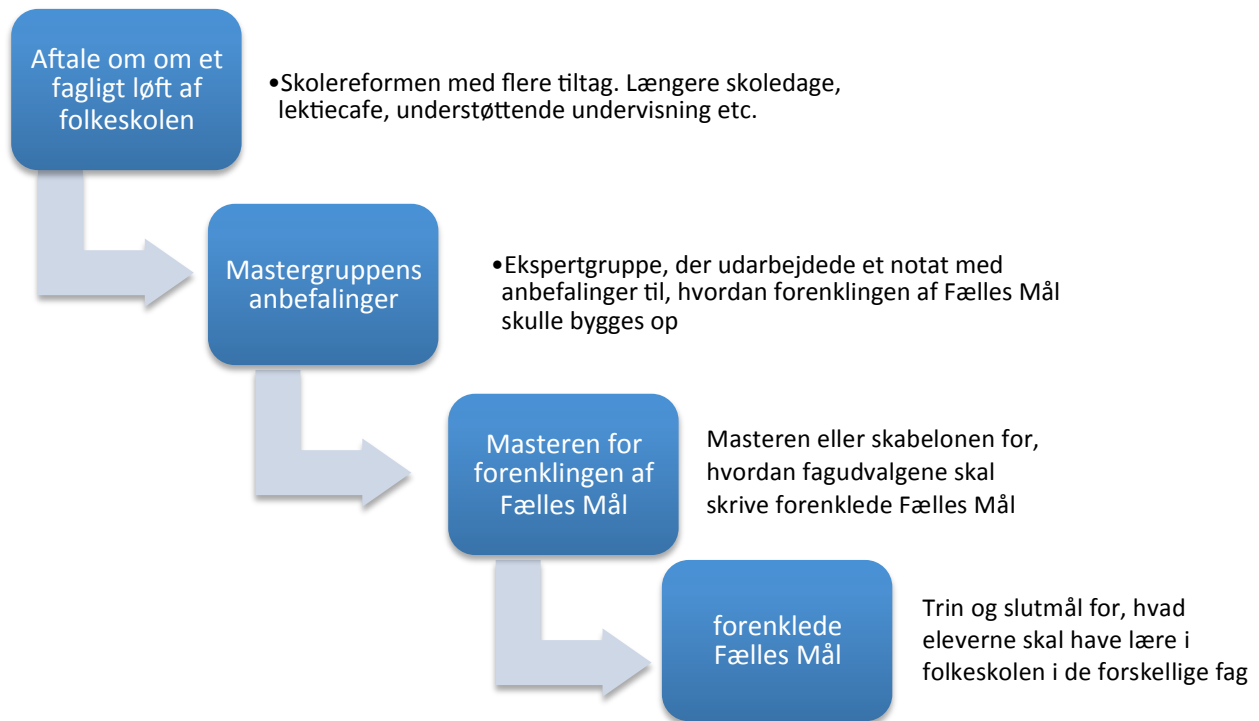 Aftale om om et
fagligt løft af
folkeskolen
•Skolereformen med flere tiltag. Længere skoledage,
lektiecafe, understøttende undervisning etc.
Mastergruppens
anbefalinger
•Ekspertgruppe, der udarbejdede et notat med
anbefalinger til, hvordan forenklingen af Fælles Mål
skulle bygges op
Masteren for
forenklingen af
Fælles Mål
Masteren eller skabelonen for,
hvordan fagudvalgene skal
skrive forenklede Fælles Mål
forenklede
Fælles Mål
Trin og slutmål for, hvad
eleverne skal have lære i
folkeskolen i de forskellige fag